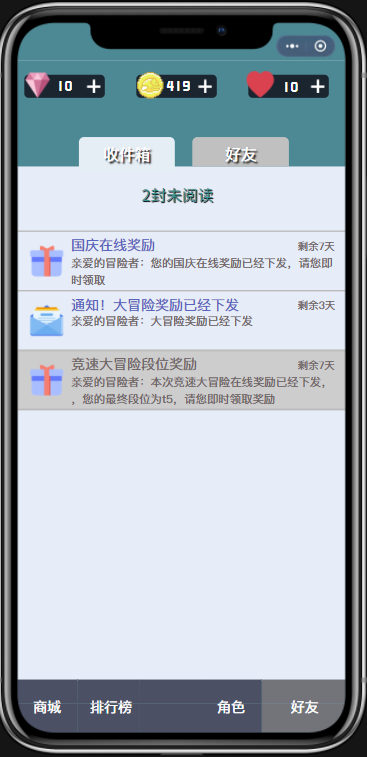 10 419 10
收件箱 好友
2封未阅读
国庆在线奖励 剩余7天
亲爱的冒险者：您的国庆在线奖励已经下发，请您即
时领取
通知！大冒险奖励已经下发 剩余3天
亲爱的冒险者：大冒险奖励已经下发
竞速大冒险段位奖励 剩余7天
亲爱的冒险者：本次竞速大冒险在线奖励已经下发，
，您的最终段位为t5，请您即时领取奖励
商城 排行榜 角色 好友